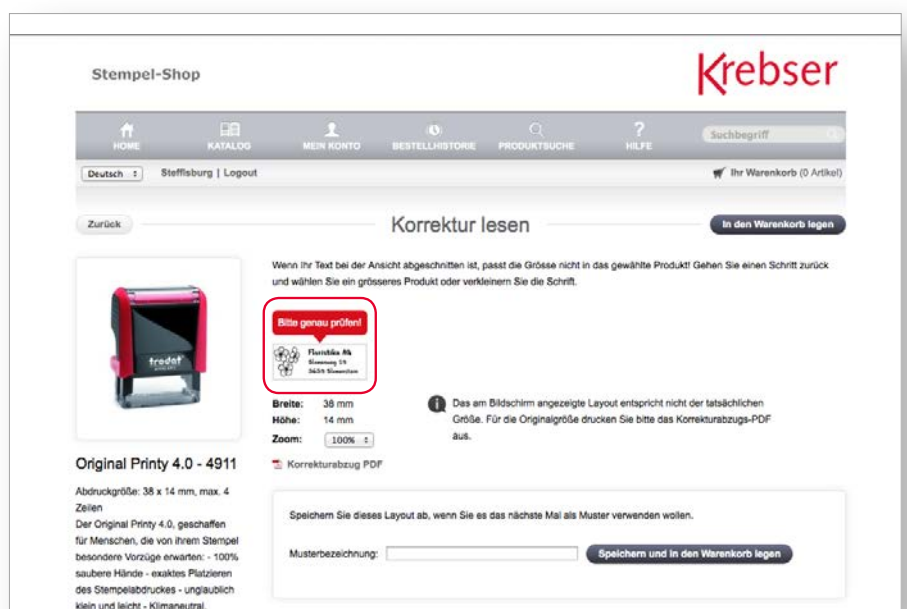 Stempel-Shop
Krebser
HOME KATALOG MEIN KONTO BESTELLHISTORIE PRODUKTSUCHE HILFE Suchbegriff
Deutsch Steffisburg | Logout Ihr Warenkorb (0 Artikel)
Zurück Korrektur lesen In den Warenkorb legen
Wenn Ihr Text bei der Ansicht abgeschnitten ist, passt die Grösse nicht in das gewählte Produkt! Gehen Sie einen Schritt zurück
und wählen Sie ein grösseres Produkt oder verkleinern Sie die Schrift.
Bitte genau prüfen!
trodat
Breite: 38 mm
Höhe: 14 mm
Zoom: 100%
Das am Bildschirm angezeigte Layout entspricht nicht der tatsächlichen
Größe. Für die Originalgröße drucken Sie bitte das Korrekturabzugs-PDF
aus.
Korrekturabzug PDF
Original Printy 4.0 - 4911
Abdruckgröße: 38 x 14 mm, max. 4
Zeilen
Der Original Printy 4.0, geschaffen
für Menschen, die von ihrem Stempel
besondere Vorzüge erwarten: - 100%
saubere Hände - exaktes Platzieren
des Stempelabdruckes - unglaublich
klein und leicht - Klimaneutral.
Speichern Sie dieses Layout ab, wenn Sie es das nächste Mal als Muster verwenden wollen.
Musterbezeichnung: Speichern und in den Warenkorb legen